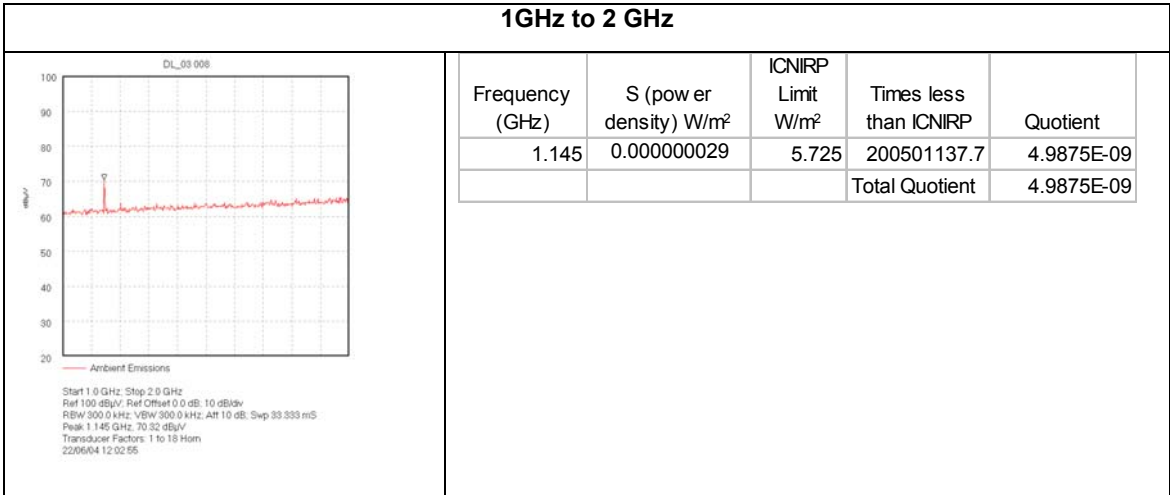 1GHz to 2 GHz
DL_03 008
100
90
80
70
60
50
40
30
20
dBµV
Ambient Emissions
Start 1.0 GHz; Stop 2.0 GHz
Ref 100 dBµV; Ref Offset 0.0 dB; 10 dB/div
RBW 300.0 kHz; VBW 300.0 kHz; Att 10 dB; Swp 33.333 mS
Peak 1.145 GHz, 70.32 dBµV
Transducer Factors: 1 to 18 Horn
22/06/04 12:02:55
Frequency (GHz) S (pow er density) W/m² ICNIRP Limit W/m² Times less than ICNIRP Quotient
1.145 0.000000029 5.725 200501137.7 4.9875E-09
Total Quotient 4.9875E-09